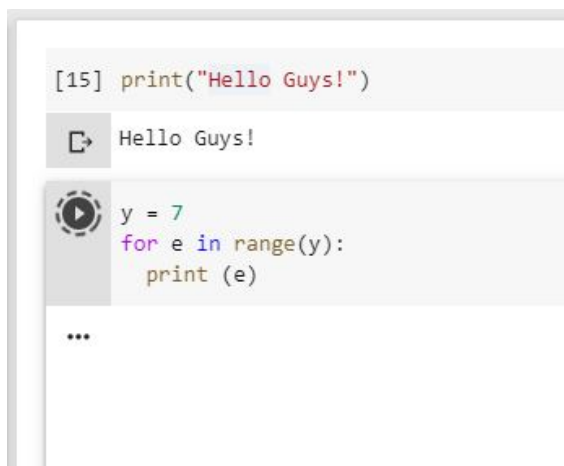 [15] print("Hello Guys!")
Hello Guys!
y = 7
for e in range(y):
  print (e)